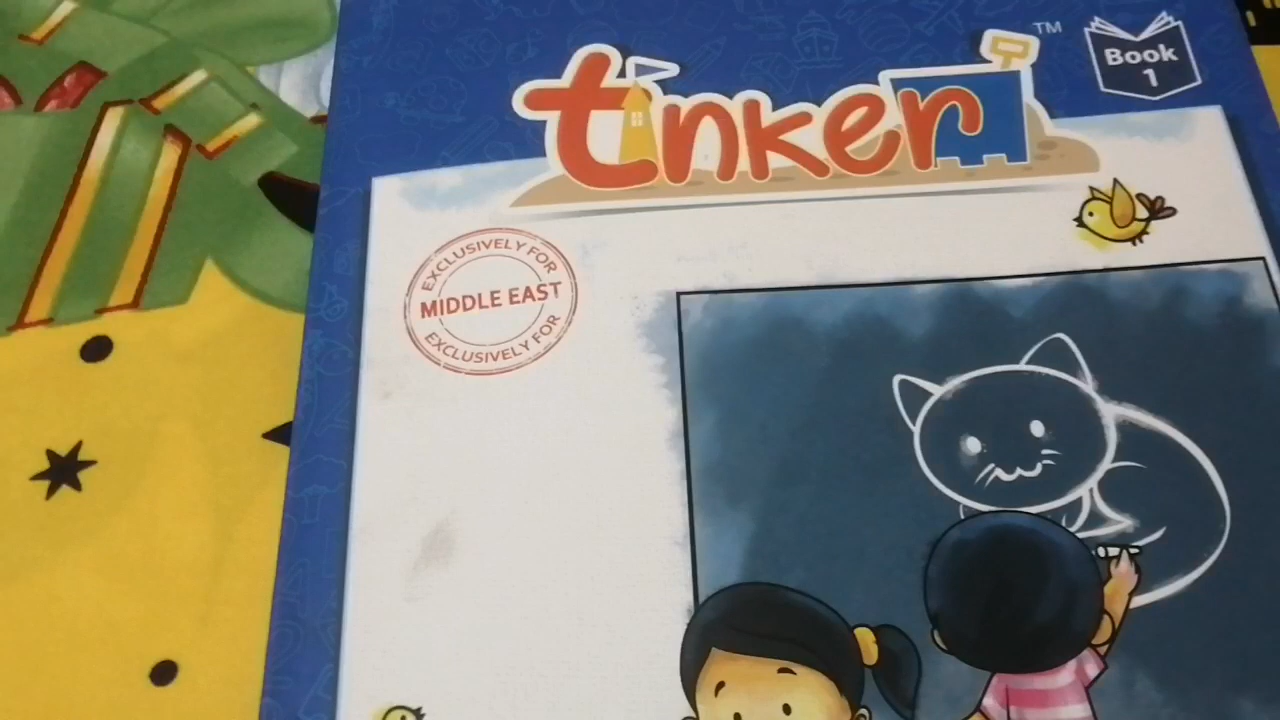 tinker
TM
Book
1
EXCLUSIVELY FOR
MIDDLE EAST
EXCLUSIVELY FOR